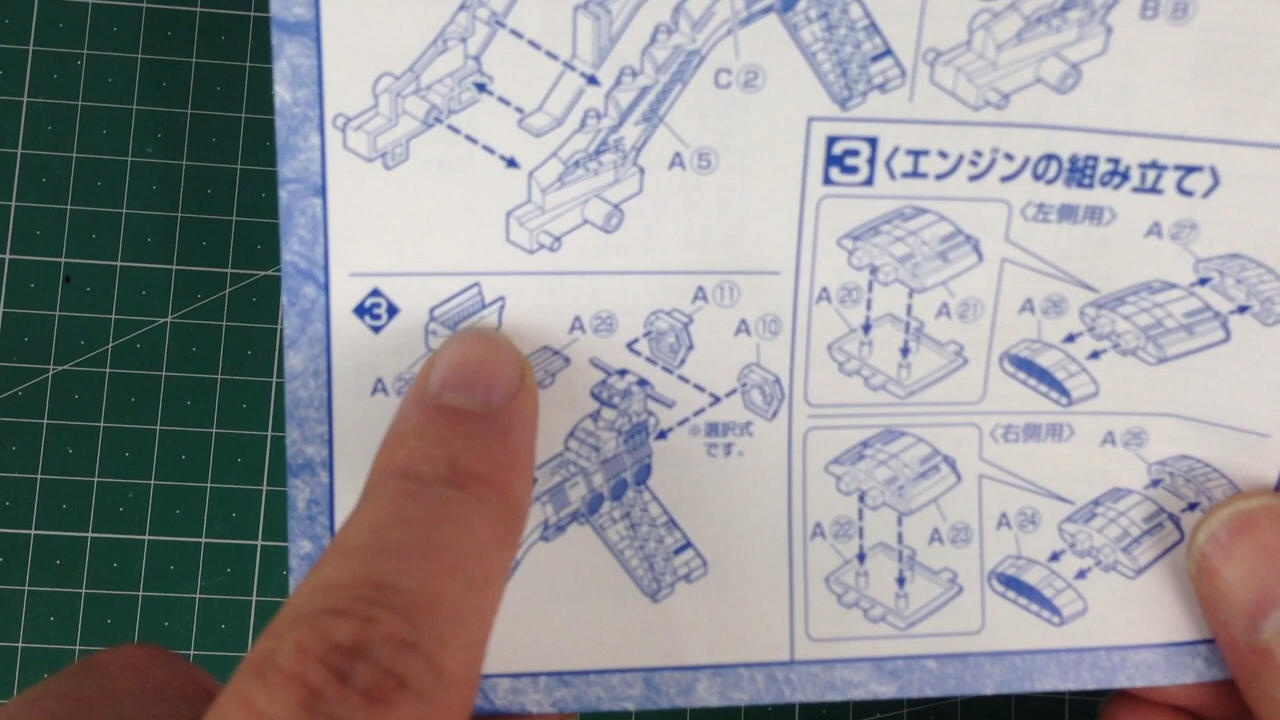 B⑧
C②
A⑤
3
A⑪
A㉙
A⑩
※選択式
です。
3〈エンジンの組み立て〉
〈左側用〉
A㉗
A⑳
A㉑
A㉖
〈右側用〉
A㉕
A㉒
A㉓
A㉔